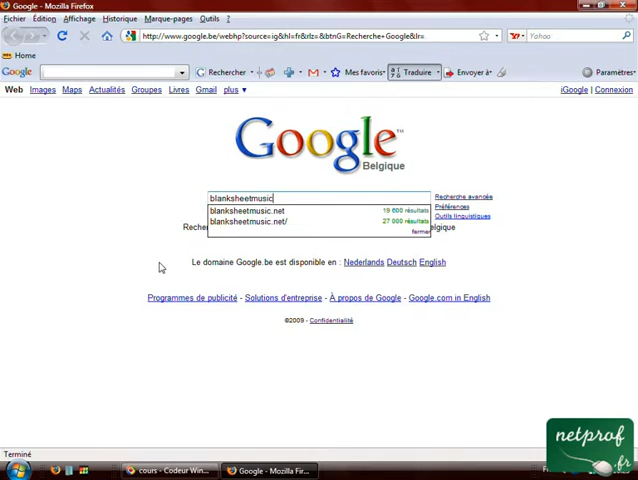 Google - Mozilla Firefox
Fichier Édition Affichage Historique Marque-pages Outils ?
http://www.google.be/webhp?source=ig&hl=fr&rlz=&btnG=Recherche+Google&lr=
Yahoo
Home
Google Rechercher Mes favoris Traduire Envoyer à Paramètres
Web Images Maps Actualités Groupes Livres Gmail plus iGoogle | Connexion
Google™
Belgique
blanksheetmusic
Recherche avancée
Préférences
Outils linguistiques
blanksheetmusic.net 19 600 résultats
blanksheetmusic.net/ 27 000 résultats
fermer
Recher elgique
Le domaine Google.be est disponible en : Nederlands Deutsch English
Programmes de publicité - Solutions d'entreprise - À propos de Google - Google.com in English
©2009 - Confidentialité
Terminé
cours - Codeur Win... Google - Mozilla Fir...
netprof
.fr